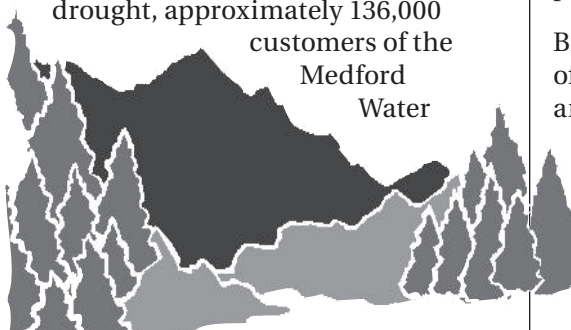 drought, approximately 136,000
customers of the
Medford
Water